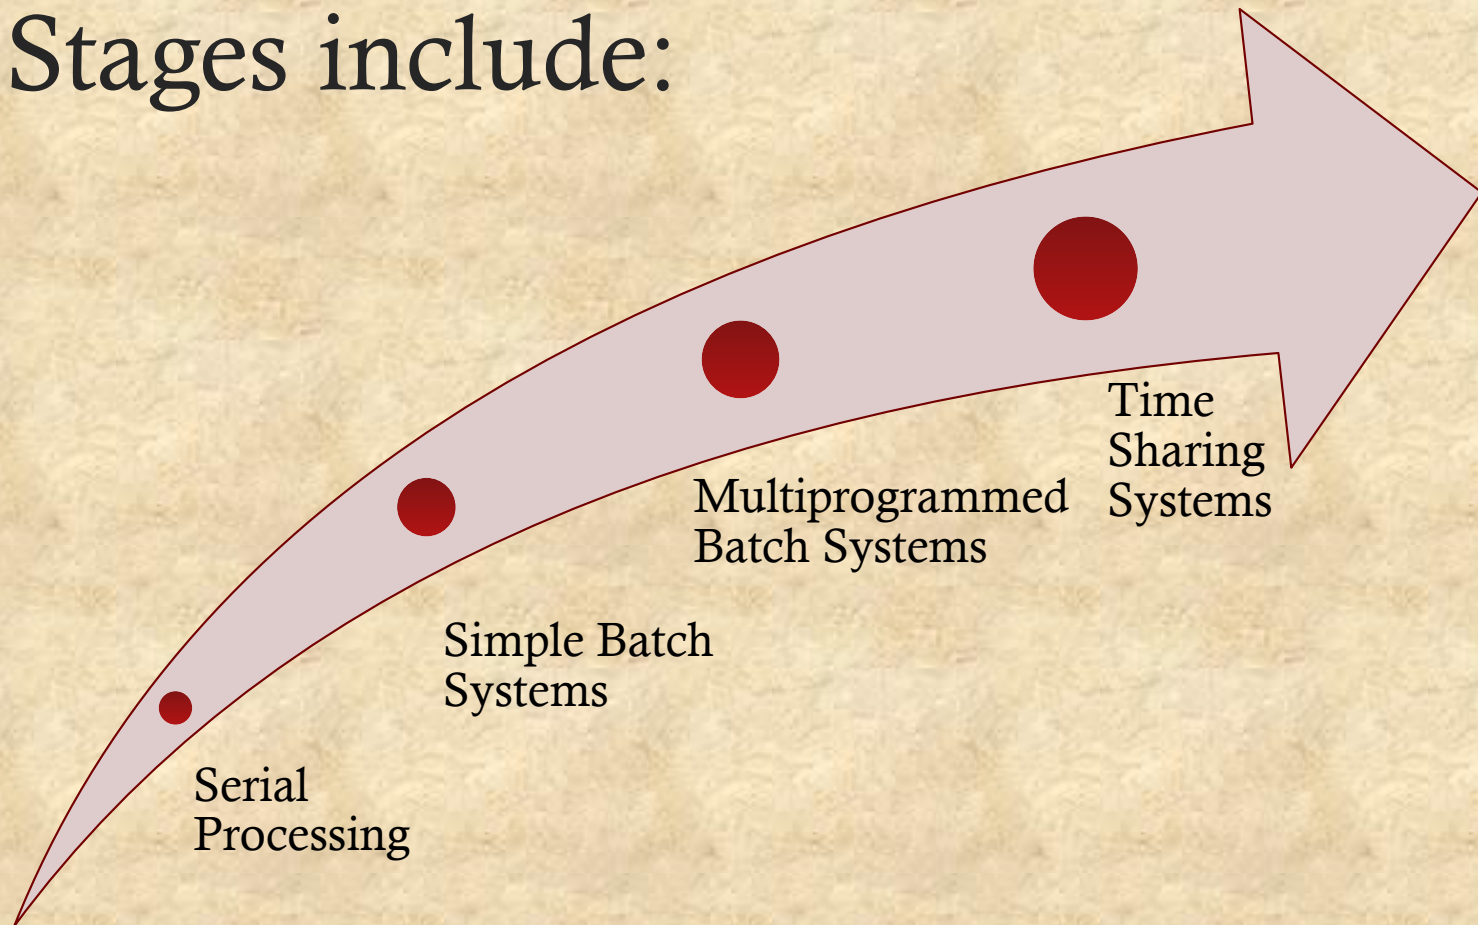 Stages include:
Serial
Processing
Simple Batch
Systems
Multiprogrammed
Batch Systems
Time
Sharing
Systems